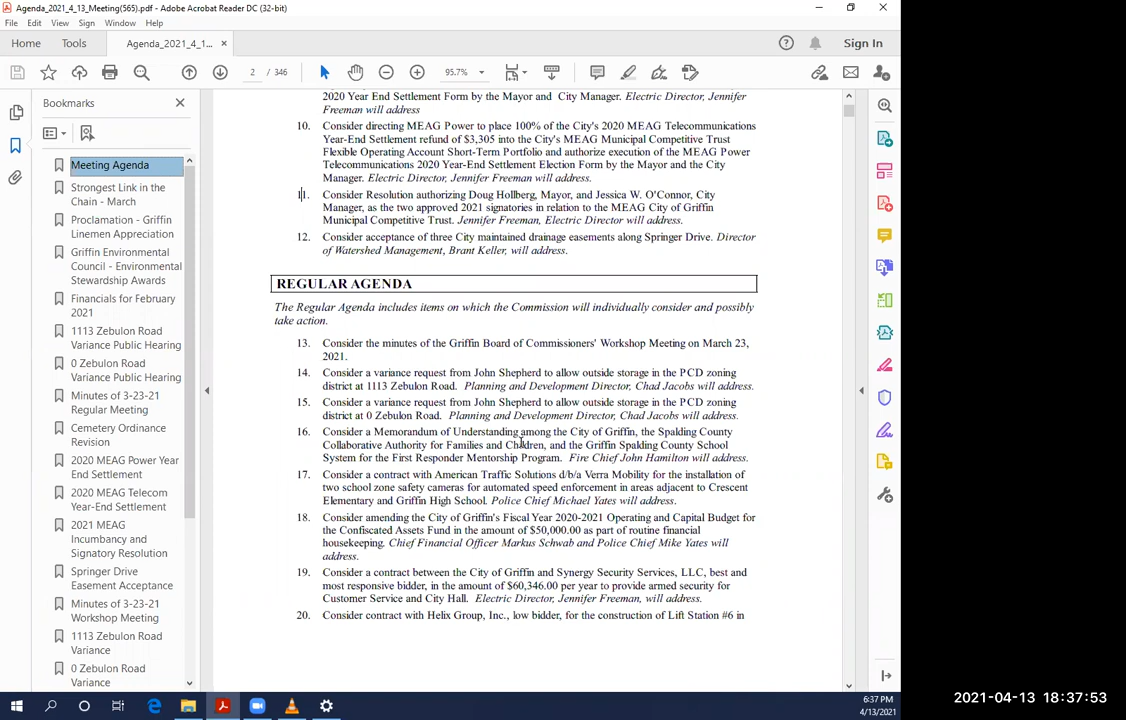 Agenda_2021_4_13_Meeting(565).pdf - Adobe Acrobat Reader DC (32-bit)
File Edit View Sign Window Help
Home Tools Agenda_2021_4_1... × Sign In
2 / 346 95.7%
Bookmarks
Meeting Agenda
Strongest Link in the
Chain - March
Proclamation - Griffin
Linemen Appreciation
Griffin Environmental
Council - Environmental
Stewardship Awards
Financials for February
2021
1113 Zebulon Road
Variance Public Hearing
0 Zebulon Road
Variance Public Hearing
Minutes of 3-23-21
Regular Meeting
Cemetery Ordinance
Revision
2020 MEAG Power Year
End Settlement
2020 MEAG Telecom
Year-End Settlement
2021 MEAG
Incumbancy and
Signatory Resolution
Springer Drive
Easement Acceptance
Minutes of 3-23-21
Workshop Meeting
1113 Zebulon Road
Variance
0 Zebulon Road
Variance
2020 Year End Settlement Form by the Mayor and City Manager. Electric Director, Jennifer
Freeman will address
10. Consider directing MEAG Power to place 100% of the City's 2020 MEAG Telecommunications
Year-End Settlement refund of $3,305 into the City's MEAG Municipal Competitive Trust
Flexible Operating Account Short-Term Portfolio and authorize execution of the MEAG Power
Telecommunications 2020 Year-End Settlement Election Form by the Mayor and the City
Manager. Electric Director, Jennifer Freeman will address.
11. Consider Resolution authorizing Doug Hollberg, Mayor, and Jessica W. O'Connor, City
Manager, as the two approved 2021 signatories in relation to the MEAG City of Griffin
Municipal Competitive Trust. Jennifer Freeman, Electric Director will address.
12. Consider acceptance of three City maintained drainage easements along Springer Drive. Director
of Watershed Management, Brant Keller, will address.
REGULAR AGENDA
The Regular Agenda includes items on which the Commission will individually consider and possibly
take action.
13. Consider the minutes of the Griffin Board of Commissioners' Workshop Meeting on March 23,
2021.
14. Consider a variance request from John Shepherd to allow outside storage in the PCD zoning
district at 1113 Zebulon Road. Planning and Development Director, Chad Jacobs will address.
15. Consider a variance request from John Shepherd to allow outside storage in the PCD zoning
district at 0 Zebulon Road. Planning and Development Director, Chad Jacobs will address.
16. Consider a Memorandum of Understanding among the City of Griffin, the Spalding County
Collaborative Authority for Families and Children, and the Griffin Spalding County School
System for the First Responder Mentorship Program. Fire Chief John Hamilton will address.
17. Consider a contract with American Traffic Solutions d/b/a Verra Mobility for the installation of
two school zone safety cameras for automated speed enforcement in areas adjacent to Crescent
Elementary and Griffin High School. Police Chief Michael Yates will address.
18. Consider amending the City of Griffin's Fiscal Year 2020-2021 Operating and Capital Budget for
the Confiscated Assets Fund in the amount of $50,000.00 as part of routine financial
housekeeping. Chief Financial Officer Markus Schwab and Police Chief Mike Yates will
address.
19. Consider a contract between the City of Griffin and Synergy Security Services, LLC, best and
most responsive bidder, in the amount of $60,346.00 per year to provide armed security for
Customer Service and City Hall. Electric Director, Jennifer Freeman, will address.
20. Consider contract with Helix Group, Inc., low bidder, for the construction of Lift Station #6 in
6:37 PM
4/13/2021
2021-04-13 18:37:53